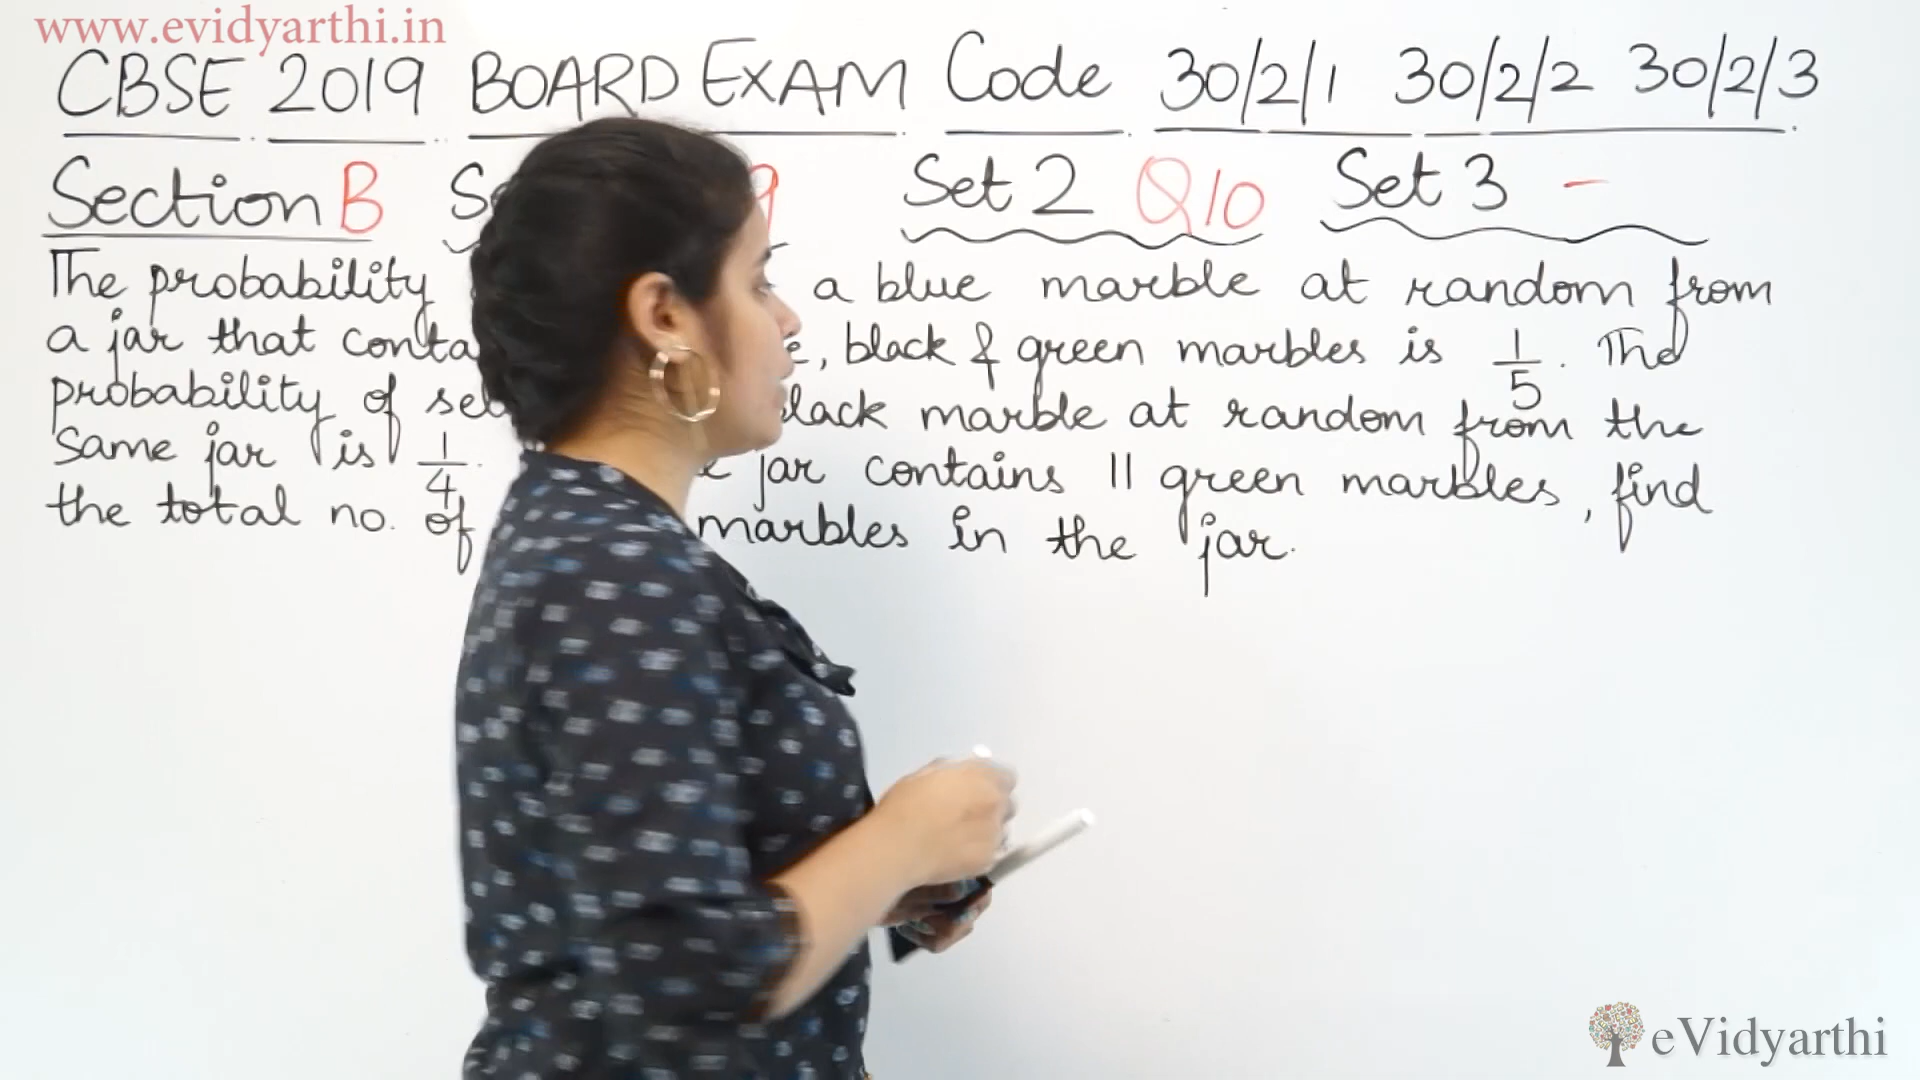 www.evidyarthi.in
CBSE 2019 BOARD EXAM Code 30/2/1 30/2/2 30/2/3
Section B Set 2 Q10 Set 3 -
The probability a blue marble at random from
a jar that black & green marbles is 1/5. The
probability of marble at random from the
same jar is 1/4. jar contains 11 green marbles, find
the total no. of marbles in the jar.
eVidyarthi